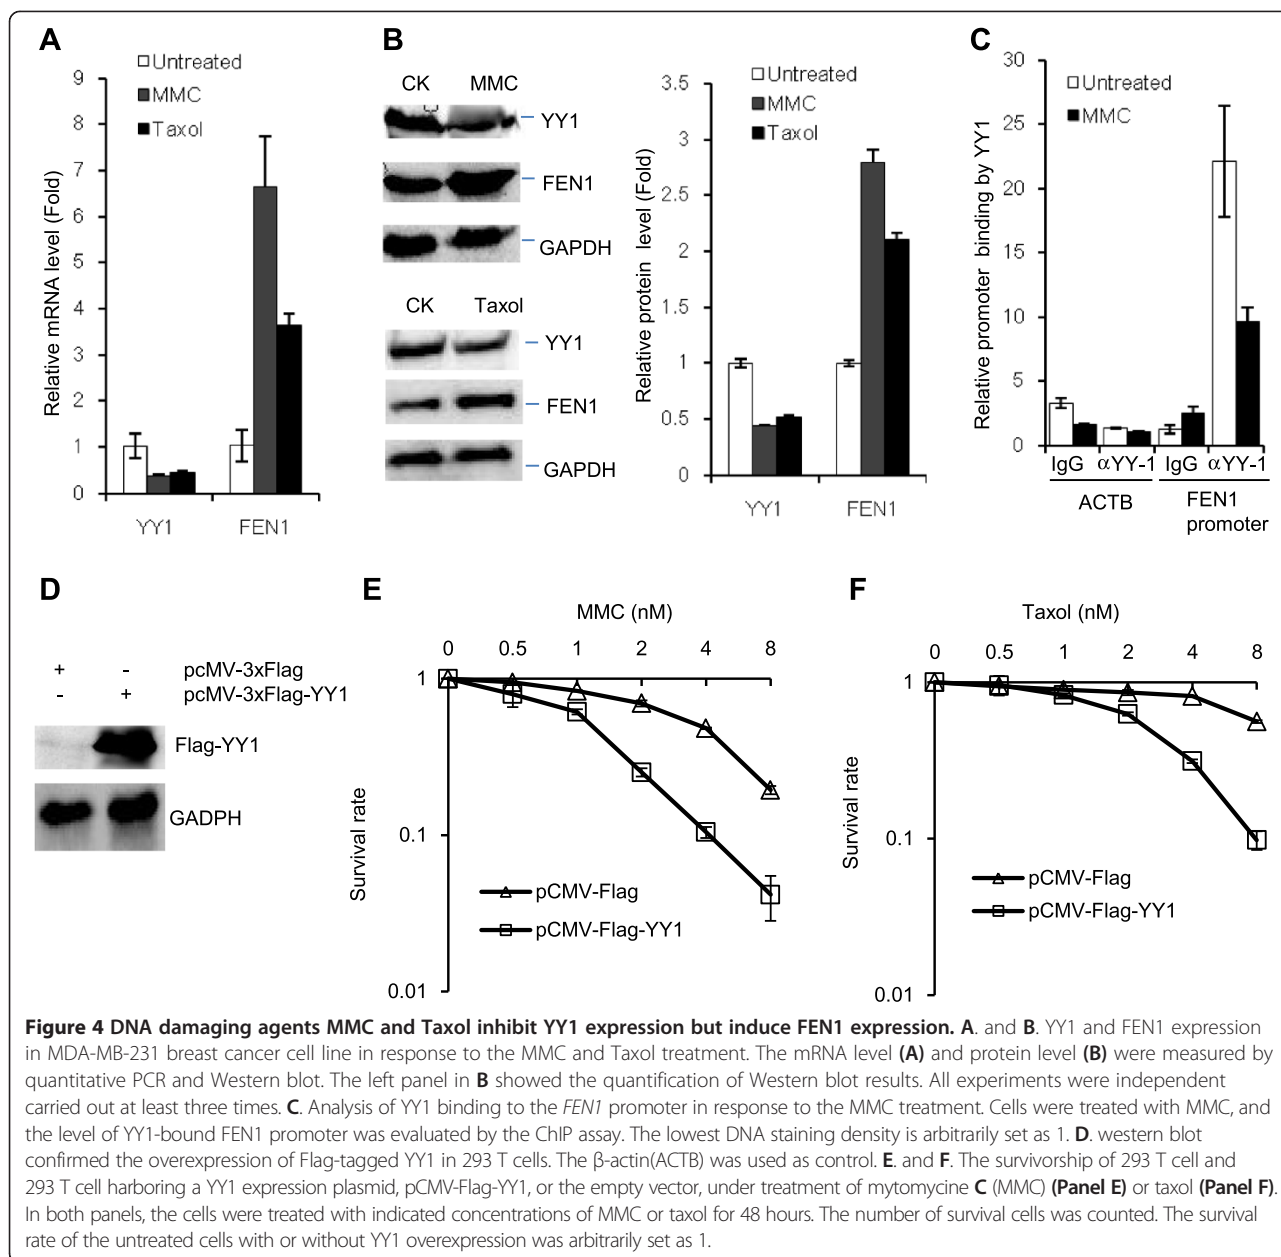 A
Untreated
MMC
Taxol
Relative mRNA level (Fold)
9
8
7
6
5
4
3
2
1
0
YY1 FEN1
B
CK MMC
YY1
FEN1
GAPDH
CK Taxol
YY1
FEN1
GAPDH
Untreated
MMC
Taxol
Relative protein level (Fold)
3.5
3
2.5
2
1.5
1
0.5
0
YY1 FEN1
C
Untreated
MMC
Relative promoter binding by YY1
30
25
20
15
10
5
0
IgG αYY-1 IgG αYY-1
ACTB FEN1
promoter
D
+ - pcMV-3xFlag
- + pcMV-3xFlag-YY1
Flag-YY1
GADPH
E
MMC (nM)
0 0.5 1 2 4 8
1
0.1
0.01
Survival rate
pCMV-Flag
pCMV-Flag-YY1
F
Taxol (nM)
0 0.5 1 2 4 8
1
0.1
0.01
Survival rate
pCMV-Flag
pCMV-Flag-YY1
Figure 4 DNA damaging agents MMC and Taxol inhibit YY1 expression but induce FEN1 expression. A. and B. YY1 and FEN1 expression
in MDA-MB-231 breast cancer cell line in response to the MMC and Taxol treatment. The mRNA level (A) and protein level (B) were measured by
quantitative PCR and Western blot. The left panel in B showed the quantification of Western blot results. All experiments were independent
carried out at least three times. C. Analysis of YY1 binding to the FEN1 promoter in response to the MMC treatment. Cells were treated with MMC, and
the level of YY1-bound FEN1 promoter was evaluated by the ChIP assay. The lowest DNA staining density is arbitrarily set as 1. D. western blot
confirmed the overexpression of Flag-tagged YY1 in 293 T cells. The β-actin(ACTB) was used as control. E. and F. The survivorship of 293 T cell and
293 T cell harboring a YY1 expression plasmid, pCMV-Flag-YY1, or the empty vector, under treatment of mytomycine C (MMC) (Panel E) or taxol (Panel F).
In both panels, the cells were treated with indicated concentrations of MMC or taxol for 48 hours. The number of survival cells was counted. The survival
rate of the untreated cells with or without YY1 overexpression was arbitrarily set as 1.